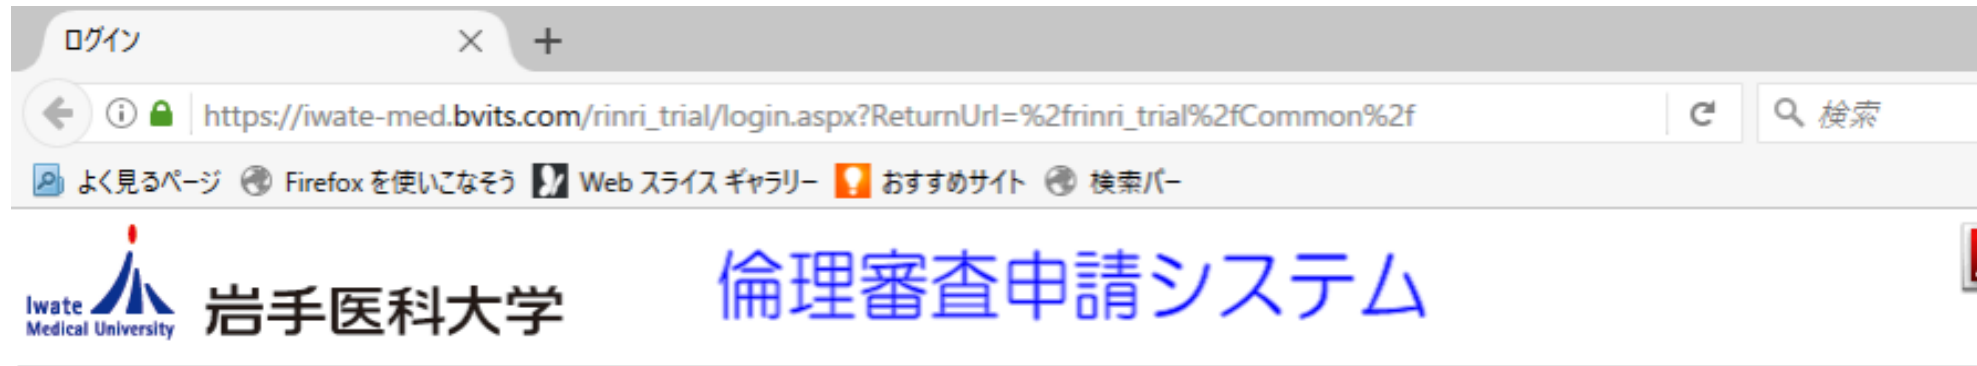 ログイン
https://iwate-med.bvits.com/rinri_trial/login.aspx?ReturnUrl=%2frinri_trial%2fCommon%2f
検索
よく見るページ Firefox を使いこなそう Web スライス ギャラリー おすすめサイト 検索バー
Iwate
Medical University
岩手医科大学
倫理審査申請システム